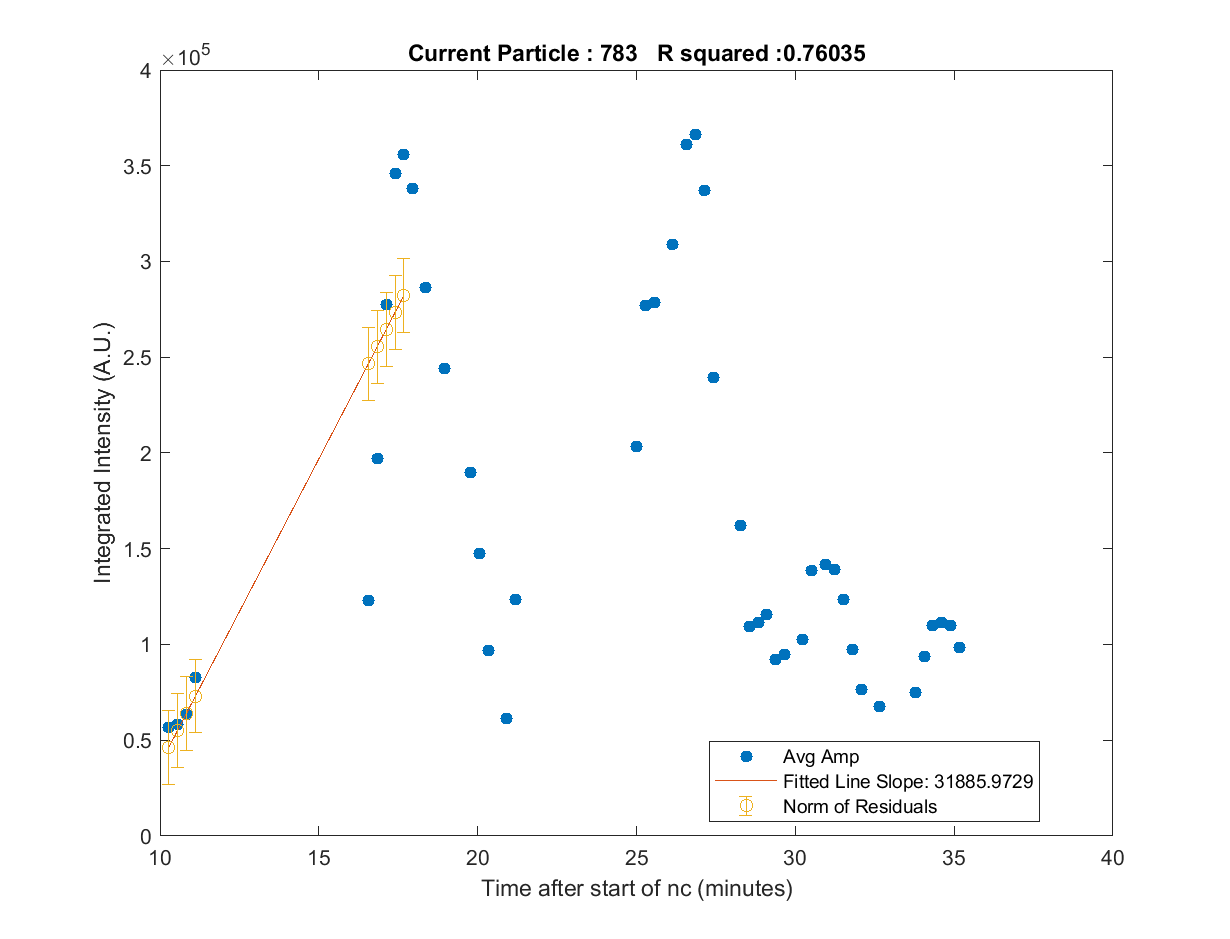 Current Particle : 783   R squared :0.76035
×10^5
4
3.5
3
2.5
2
1.5
1
0.5
0
Integrated Intensity (A.U.)
Avg Amp
Fitted Line Slope: 31885.9729
Norm of Residuals
10 15 20 25 30 35 40
Time after start of nc (minutes)